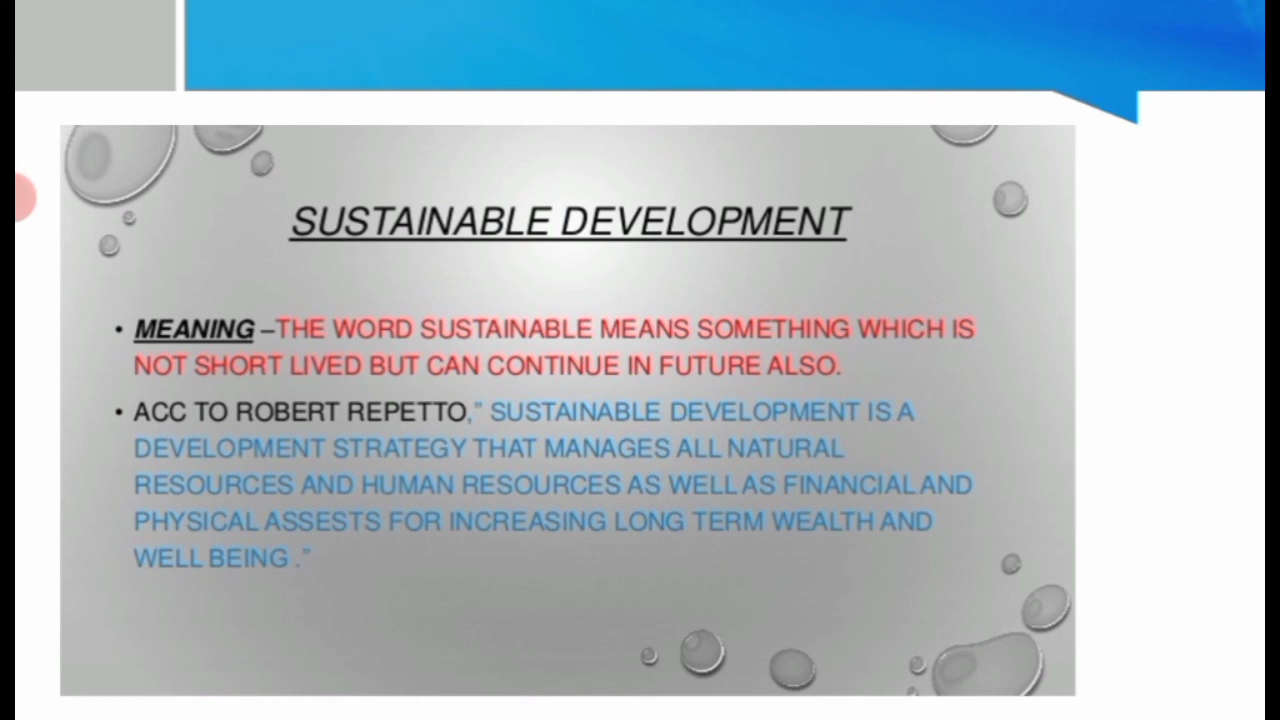 SUSTAINABLE DEVELOPMENT
• MEANING –THE WORD SUSTAINABLE MEANS SOMETHING WHICH IS
NOT SHORT LIVED BUT CAN CONTINUE IN FUTURE ALSO.
• ACC TO ROBERT REPETTO,” SUSTAINABLE DEVELOPMENT IS A
DEVELOPMENT STRATEGY THAT MANAGES ALL NATURAL
RESOURCES AND HUMAN RESOURCES AS WELL AS FINANCIAL AND
PHYSICAL ASSESTS FOR INCREASING LONG TERM WEALTH AND
WELL BEING .”